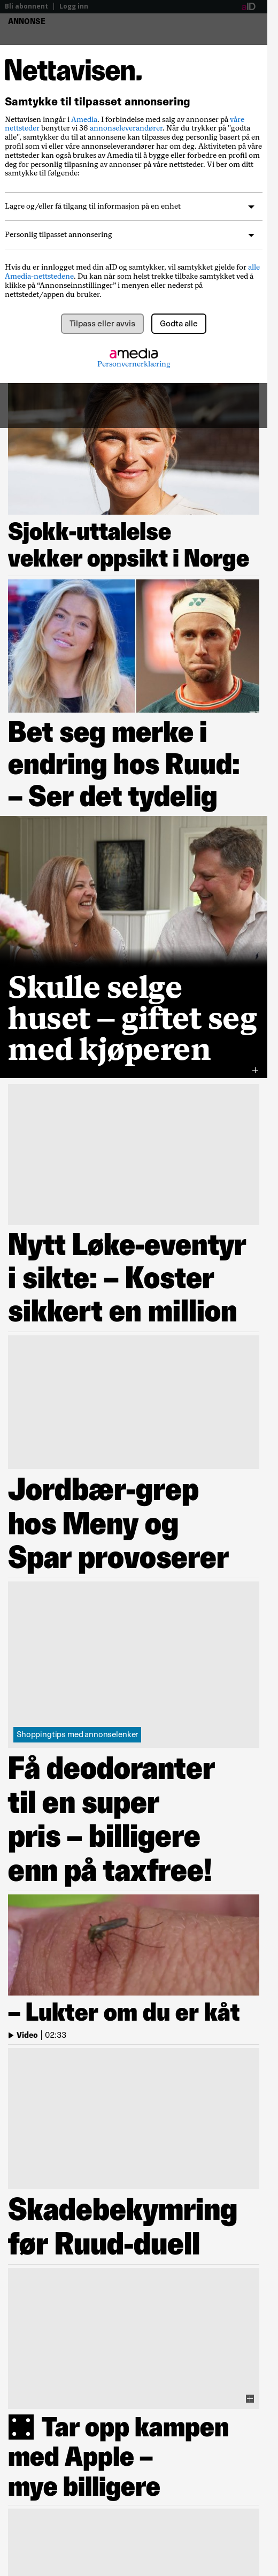 Bli abonnent | Logg inn
aID
ANNONSE
Nettavisen.
Samtykke til tilpasset annonsering
Nettavisen inngår i Amedia. I forbindelse med salg av annonser på våre
nettsteder benytter vi 36 annonseleverandører. Når du trykker på "godta
alle", samtykker du til at annonsene kan tilpasses deg personlig basert på en
profil som vi eller våre annonseleverandører har om deg. Aktiviteten på våre
nettsteder kan også brukes av Amedia til å bygge eller forbedre en profil om
deg for personlig tilpasning av annonser på våre nettsteder. Vi ber om ditt
samtykke til følgende:
Lagre og/eller få tilgang til informasjon på en enhet
Personlig tilpasset annonsering
Hvis du er innlogget med din aID og samtykker, vil samtykket gjelde for alle
Amedia-nettstedene. Du kan når som helst trekke tilbake samtykket ved å
klikke på “Annonseinnstillinger” i menyen eller nederst på
nettstedet/appen du bruker.
Tilpass eller avvis
Godta alle
amedia
Personvernerklæring
Sjokk-uttalelse
vekker oppsikt i Norge
Bet seg merke i
endring hos Ruud:
– Ser det tydelig
Skulle selge
huset – giftet seg
med kjøperen
Nytt Løke-eventyr
i sikte: – Koster
sikkert en million
Jordbær-grep
hos Meny og
Spar provoserer
Shoppingtips med annonselenker
Få deodoranter
til en super
pris – billigere
enn på taxfree!
– Lukter om du er kåt
Video | 02:33
Skadebekymring
før Ruud-duell
Tar opp kampen
med Apple –
mye billigere